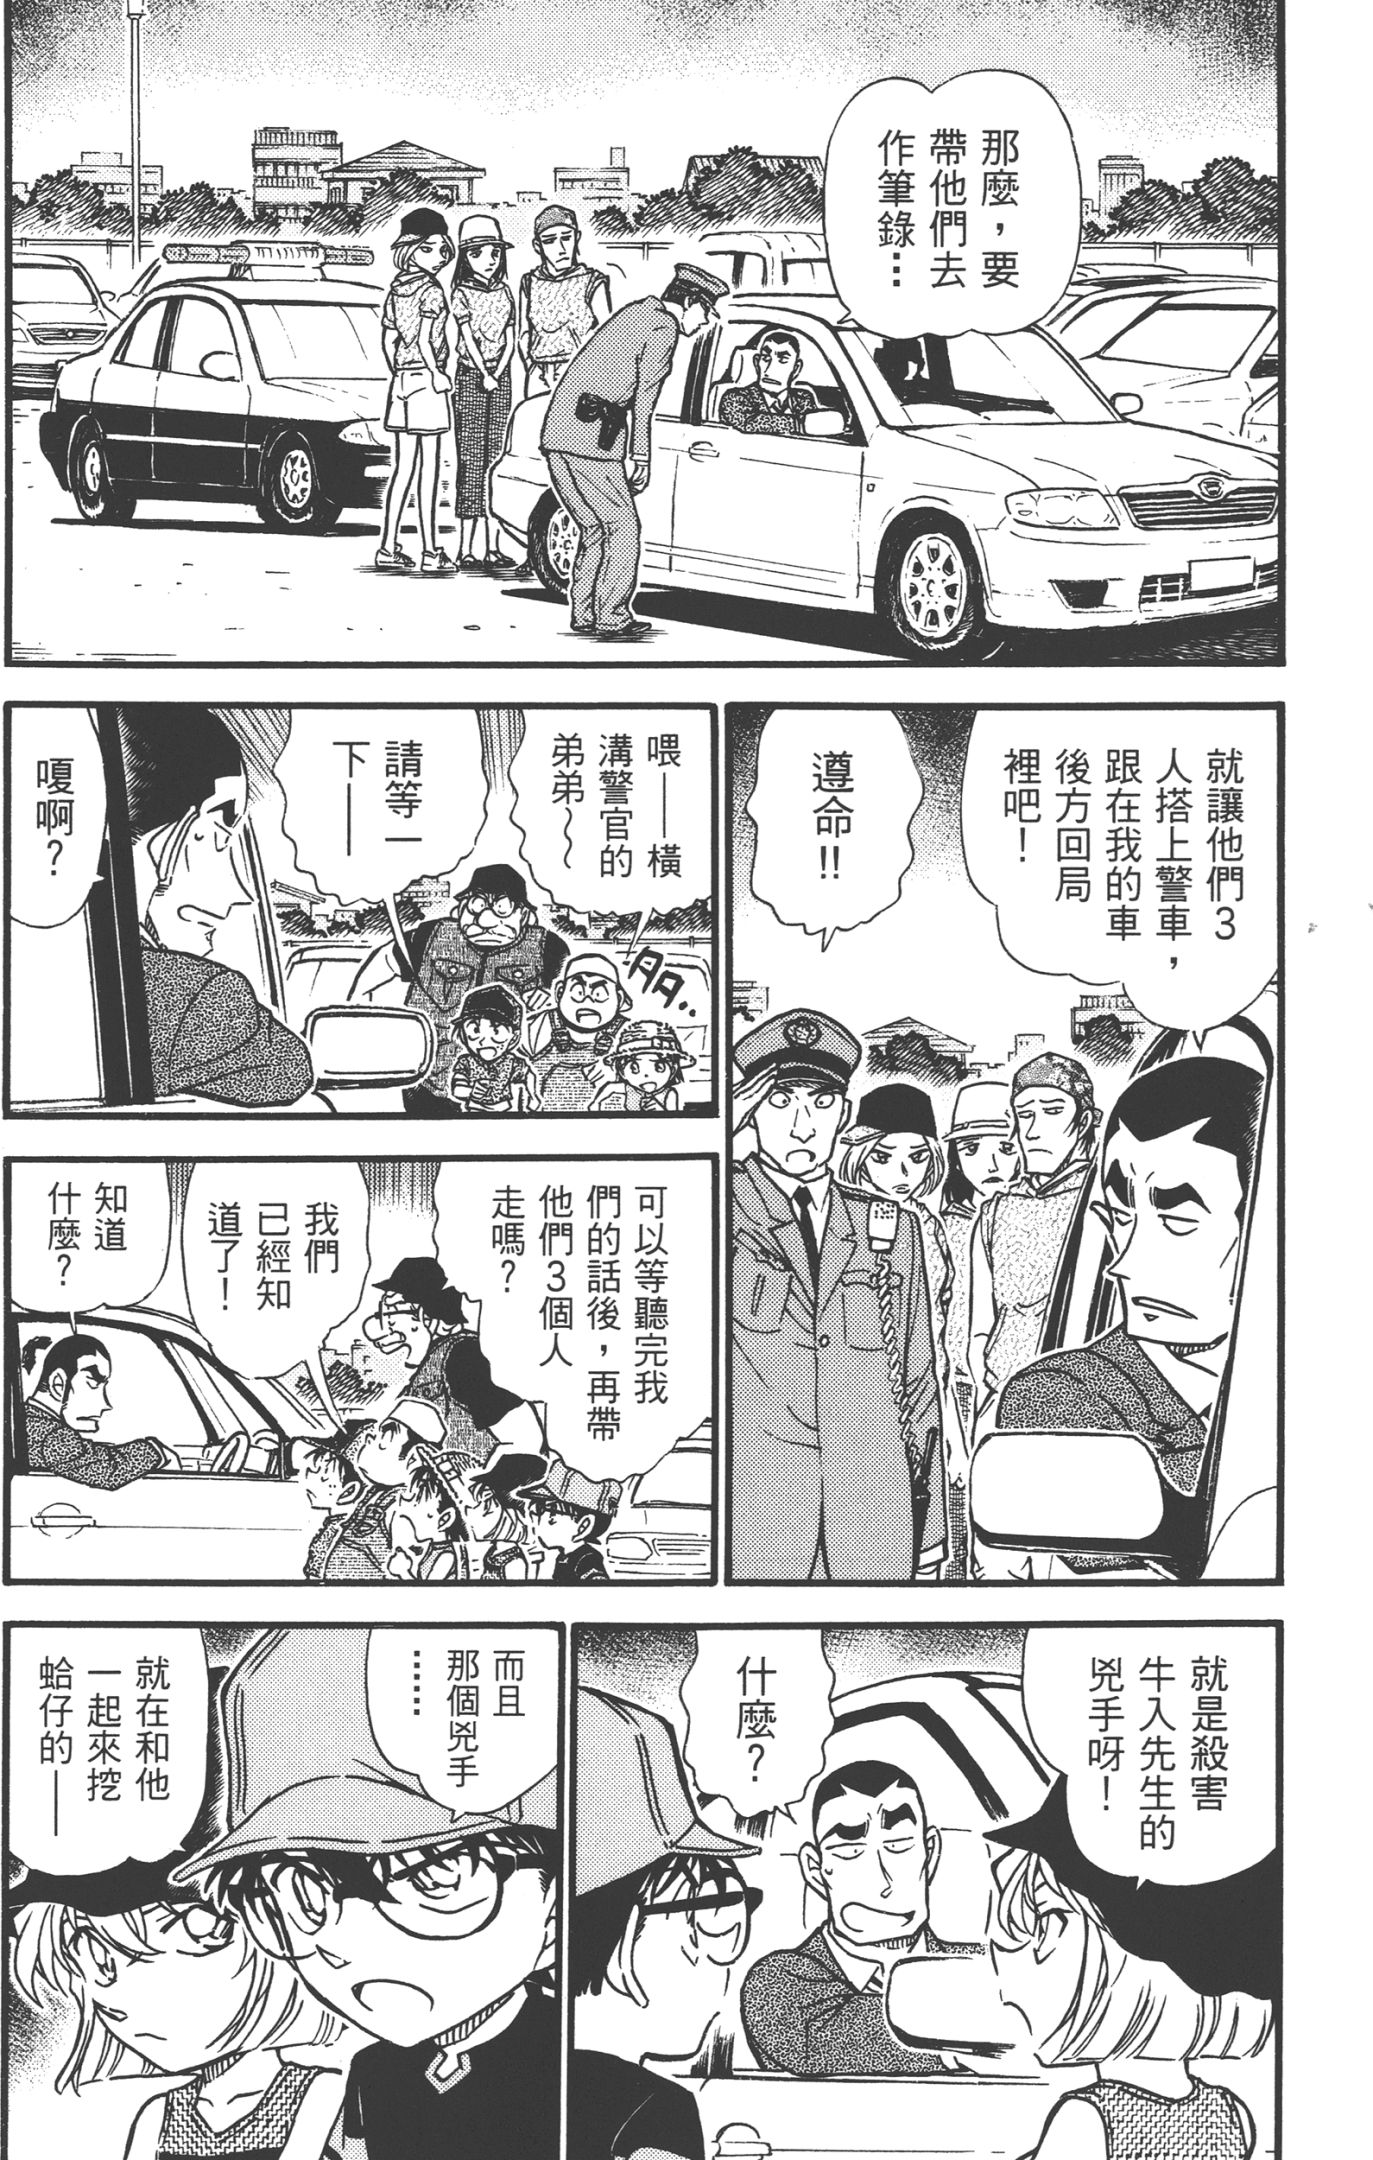 那麼，要
帶他們去
作筆錄…
就讓他們3
人搭上警車，
跟在我的車
後方回局
裡吧！
遵命!!
喂—橫
溝警官的
弟弟～
請等一
下—
嗄啊？
可以等聽完我
們的話後，再帶
他們3個人
走嗎？
我們
已經知
道了！
知道
什麼？
就是殺害
牛入先生的
兇手呀！
什麼？
而且
那個兇手
……
就在和他
一起來挖
蛤仔的—